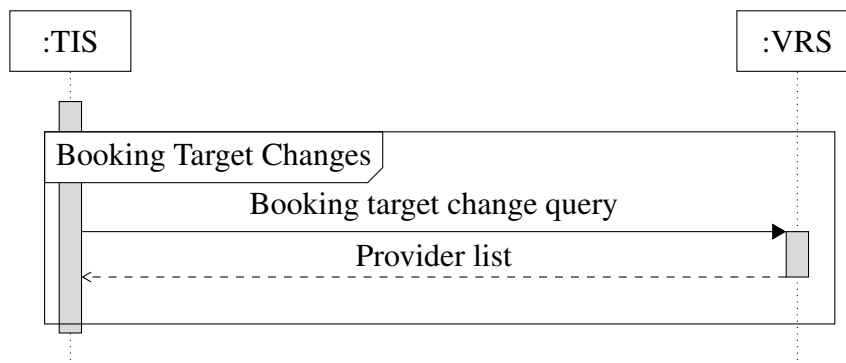 :TIS
:VRS
Booking Target Changes
Booking target change query
Provider list